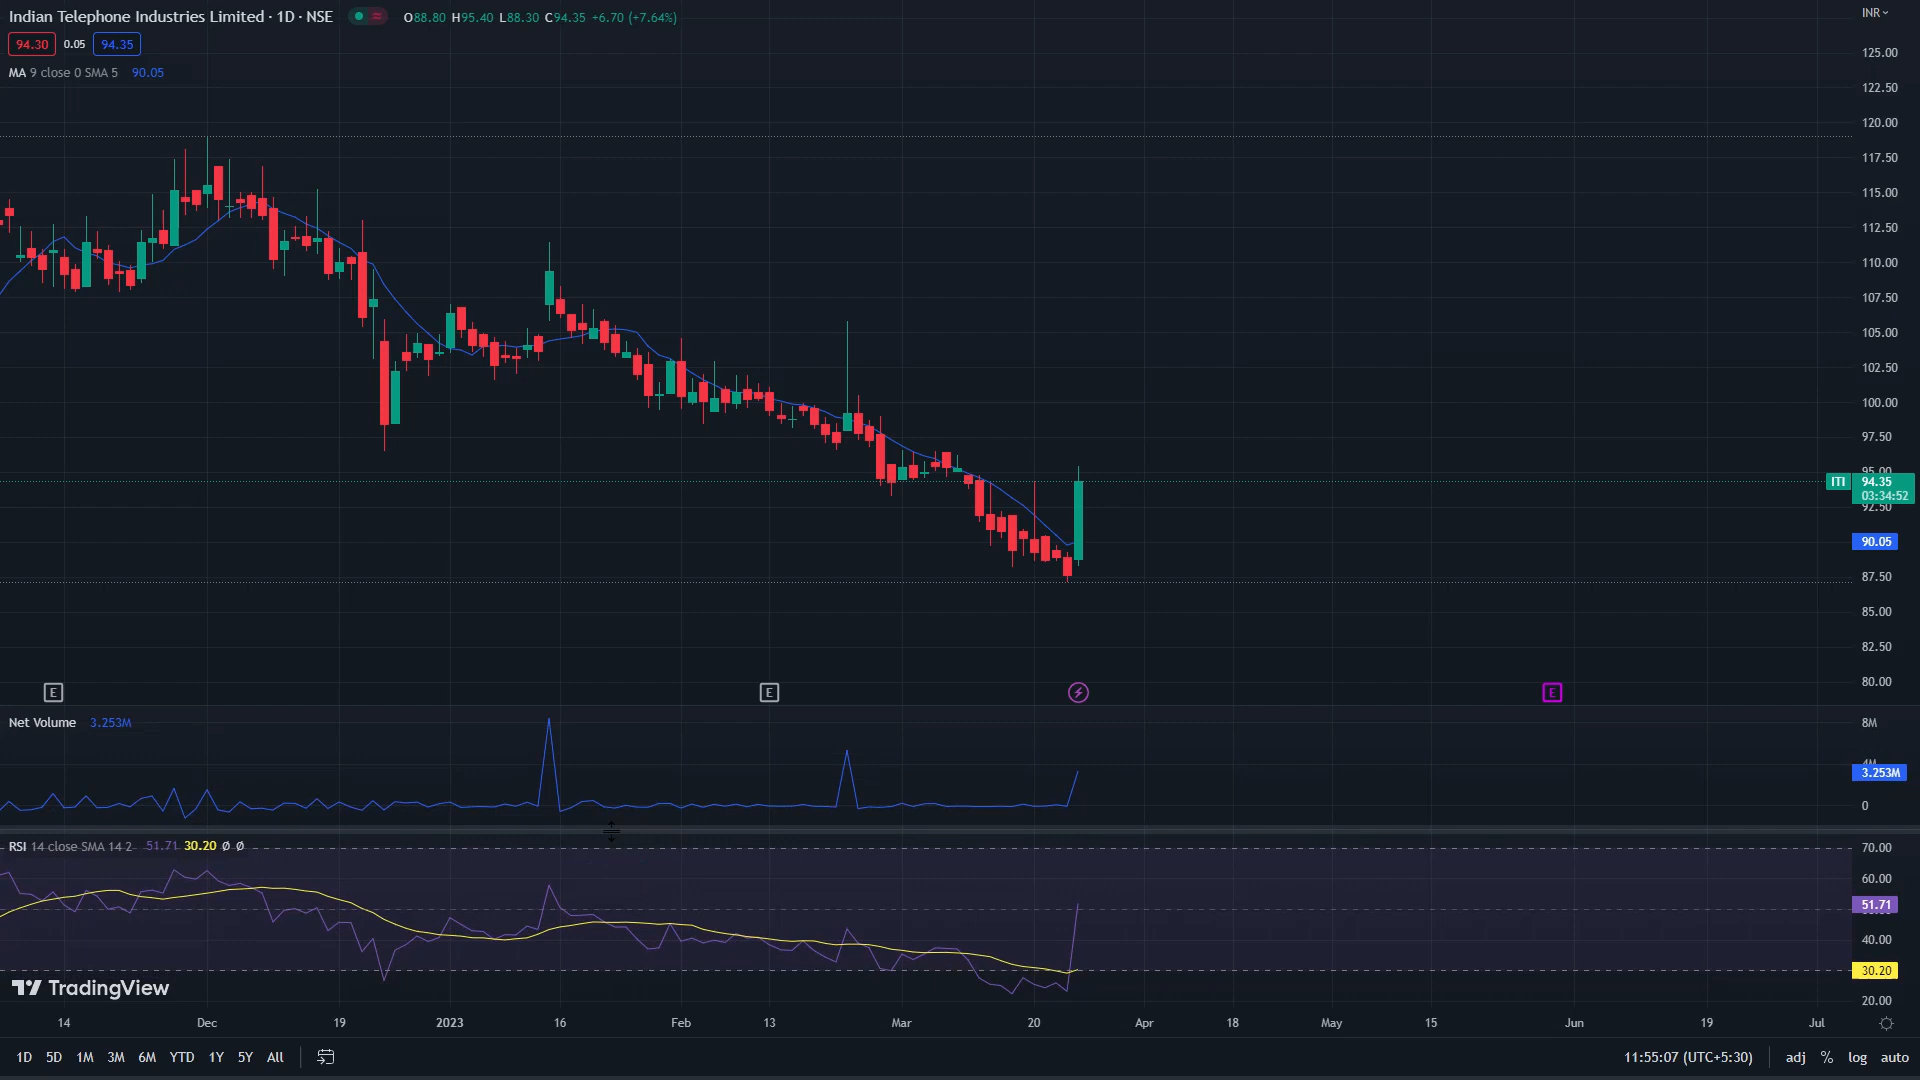 Indian Telephone Industries Limited · 1D · NSE O88.80 H95.40 L88.30 C94.35 +6.70 (+7.64%)
INR
94.30 0.05 94.35
MA 9 close 0 SMA 5 90.05
125.00
122.50
120.00
117.50
115.00
112.50
110.00
107.50
105.00
102.50
100.00
97.50
95.00
ITI 94.35
03:34:52
92.50
90.05
87.50
85.00
82.50
80.00
E E E
Net Volume 3.253M
8M
4M
3.253M
0
RSI 14 close SMA 14 2 51.71 30.20 Ø Ø
70.00
60.00
51.71
40.00
30.20
20.00
TradingView
14 Dec 19 2023 16 Feb 13 Mar 20 Apr 18 May 15 Jun 19 Jul
1D 5D 1M 3M 6M YTD 1Y 5Y All 11:55:07 (UTC+5:30) adj % log auto